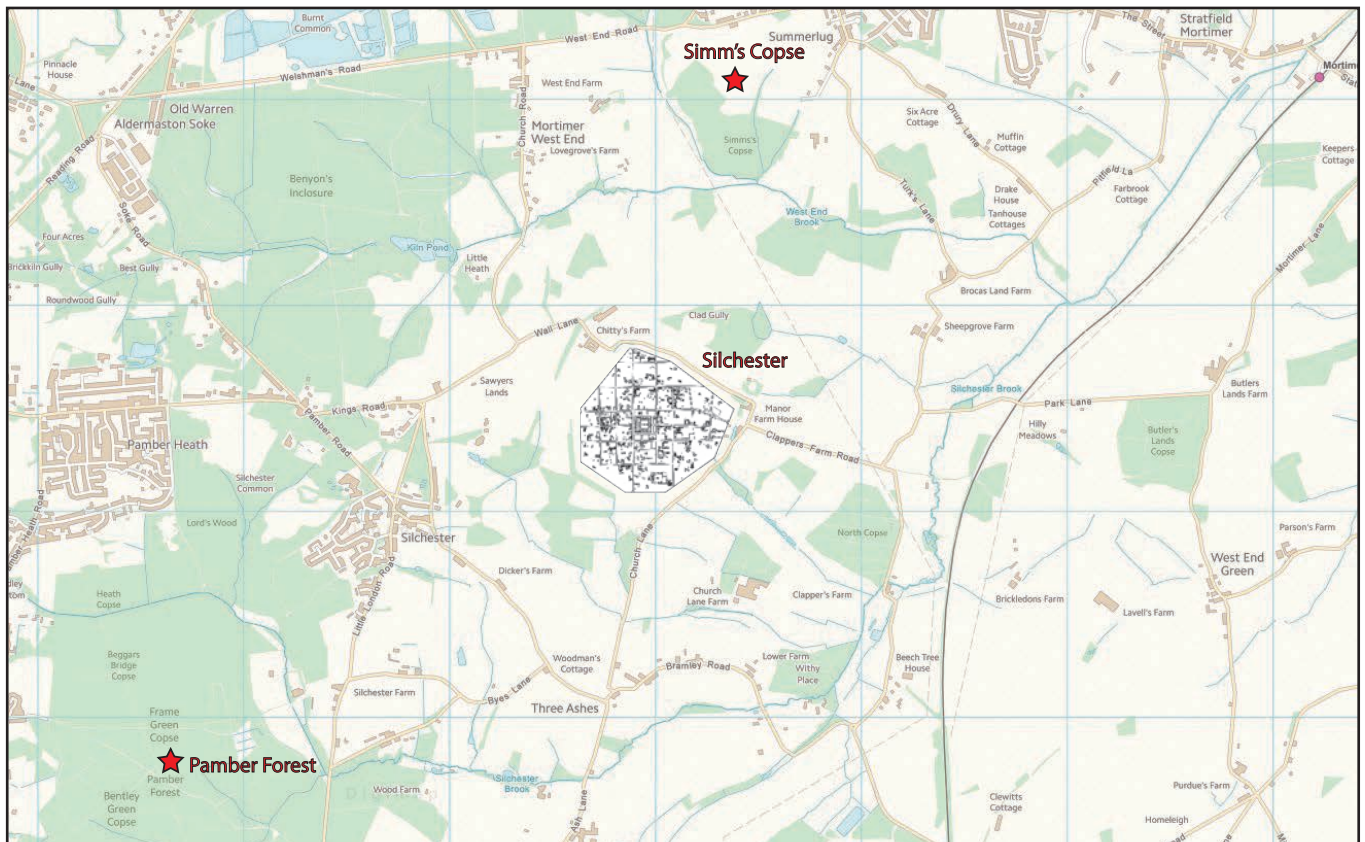 Burnt
Common
West End Road
Summerlug
The Street
Stratfield
Mortimer
Simm's Copse
Pinnacle
House
Lane
Welshman's Road
West End Farm
Church Road
Old Warren
Aldermaston Soke
Reading Road
Mortimer
West End
Lovegrove's Farm
Simms's
Copse
Six Acre
Cottage
Drury Lane
Muffin
Cottage
Keepers
Cottage
Benyon's
Inclosure
Soke Road
Turk's Lane
Pitfield La
Farbrook
Cottage
Drake
House
Tanhouse
Cottages
West End
Brook
Mortimer Lane
Four Acres
Brickkiln Gully
Best Gully
Kiln Pond
Little
Heath
Roundwood Gully
Brocas Land Farm
Wall Lane
Chitty's Farm
Clad Gully
Sheepgrove Farm
Silchester
Sawyers
Lands
Silchester Brook
Park Lane
Butlers
Lands Farm
Kings Road
Manor
Farm House
Hilly
Meadows
Pamber Road
Pamber Heath
Clappers Farm Road
Butler's
Lands
Copse
Silchester
Common
Lord's Wood
Silchester
North Copse
Parson's Farm
Heath Road
Church Lane
West End
Green
Dicker's Farm
Little London Road
Heath
Copse
Church
Lane Farm
Clapper's Farm
Brickledons Farm
Lavell's Farm
Beggars
Bridge
Copse
Woodman's
Cottage
Bramley Road
Lower Farm
Withy
Place
Beech Tree
House
Silchester Farm
Byes Lane
Three Ashes
Frame
Green
Copse
Pamber Forest
Pamber
Forest
Silchester
Brook
Wood Farm
Bentley
Green
Copse
Ash Lane
Clewitts
Cottage
Purdue's Farm
Homeleigh